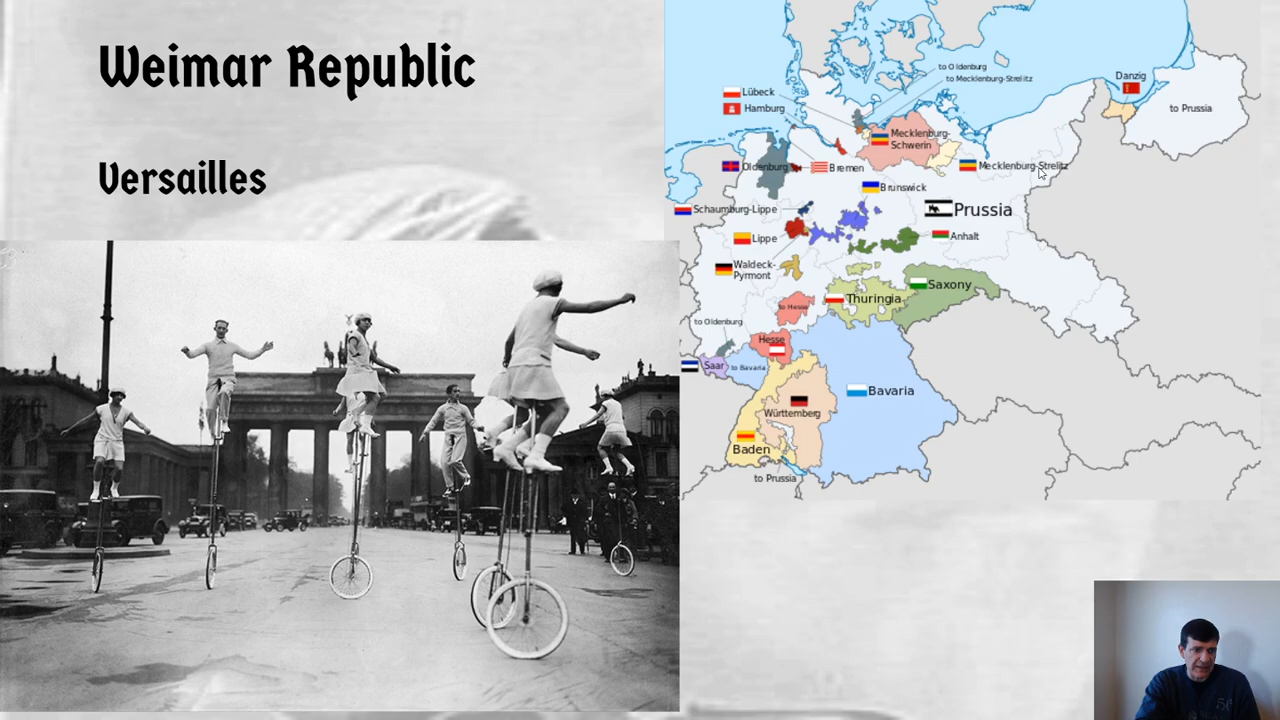 Weimar Republic
Versailles
to Oldenburg
to Mecklenburg-Strelitz
Danzig
to Prussia
Lübeck
Hamburg
Mecklenburg-
Schwerin
Oldenburg
Bremen
Mecklenburg-Strelitz
Brunswick
Schaumburg-Lippe
Prussia
Lippe
Anhalt
Waldeck-
Pyrmont
Saxony
Thuringia
to Hesse
to Oldenburg
Hesse
Saar
to Bavaria
Bavaria
Württemberg
Baden
to Prussia